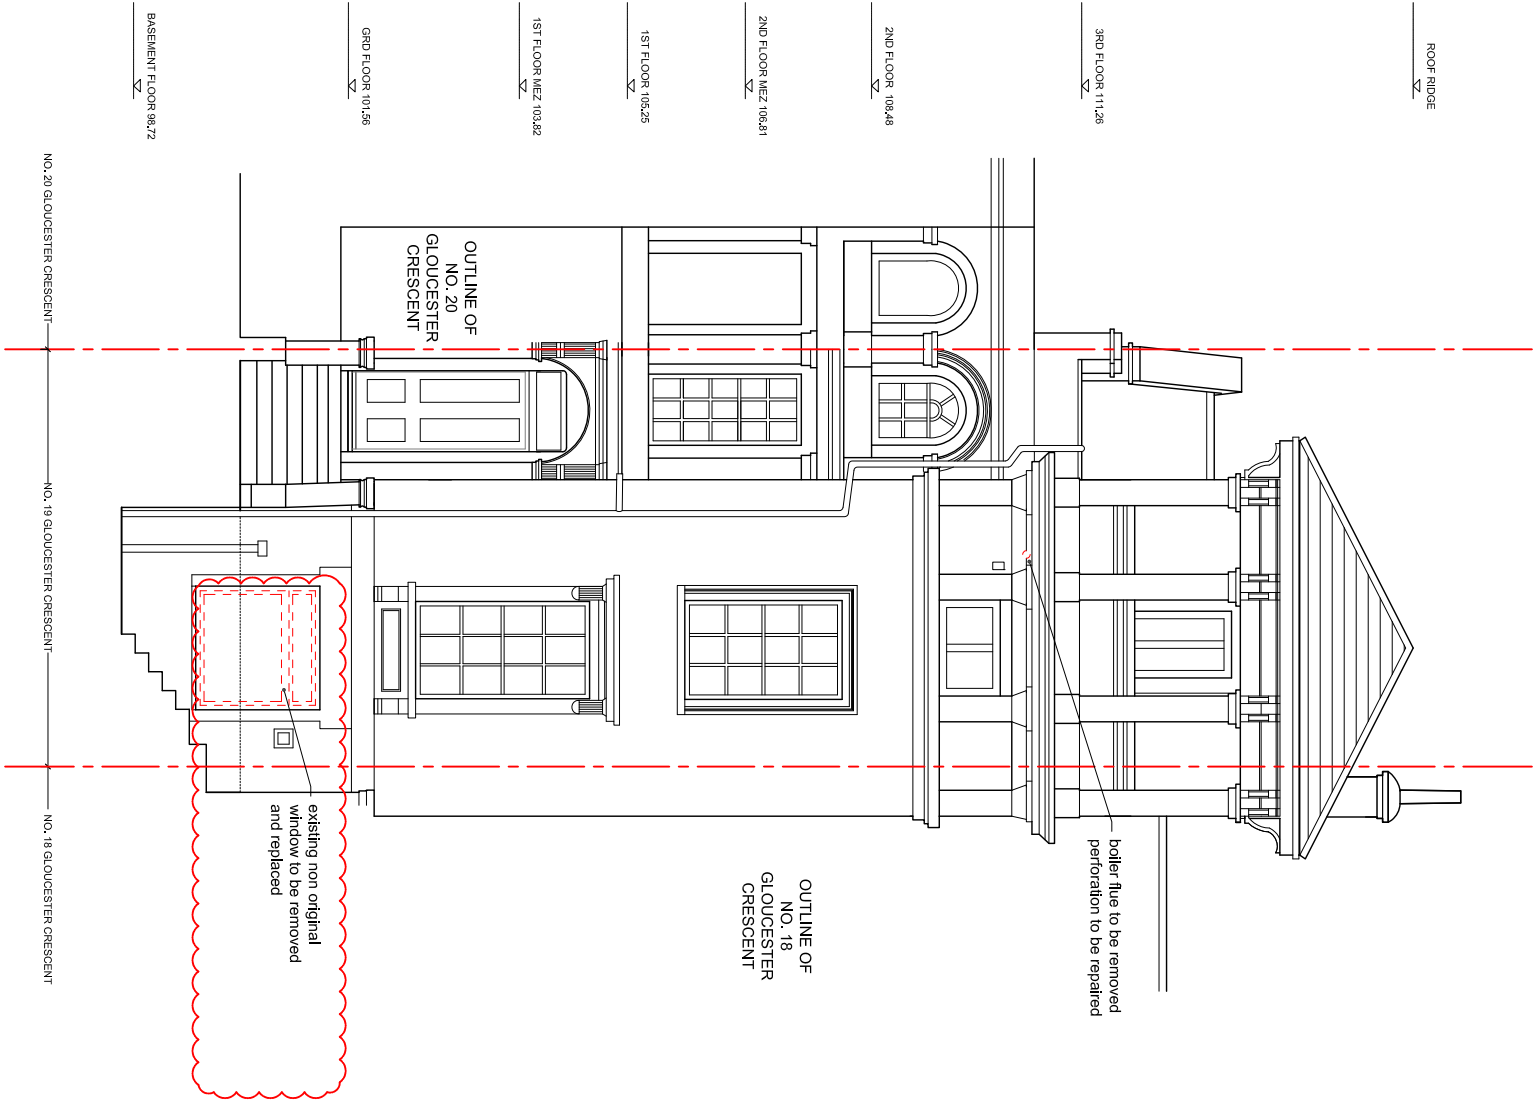 ROOF RIDGE
3RD FLOOR 111.26
2ND FLOOR 108.48
2ND FLOOR MEZ 106.81
1ST FLOOR 105.25
1ST FLOOR MEZ 103.82
GRD FLOOR 101.56
BASEMENT FLOOR 98.72
OUTLINE OF
NO. 20
GLOUCESTER
CRESCENT
OUTLINE OF
NO. 18
GLOUCESTER
CRESCENT
boiler flue to be removed
perforation to be repaired
existing non original
window to be removed
and replaced
NO. 20 GLOUCESTER CRESCENT
NO. 19 GLOUCESTER CRESCENT
NO. 18 GLOUCESTER CRESCENT